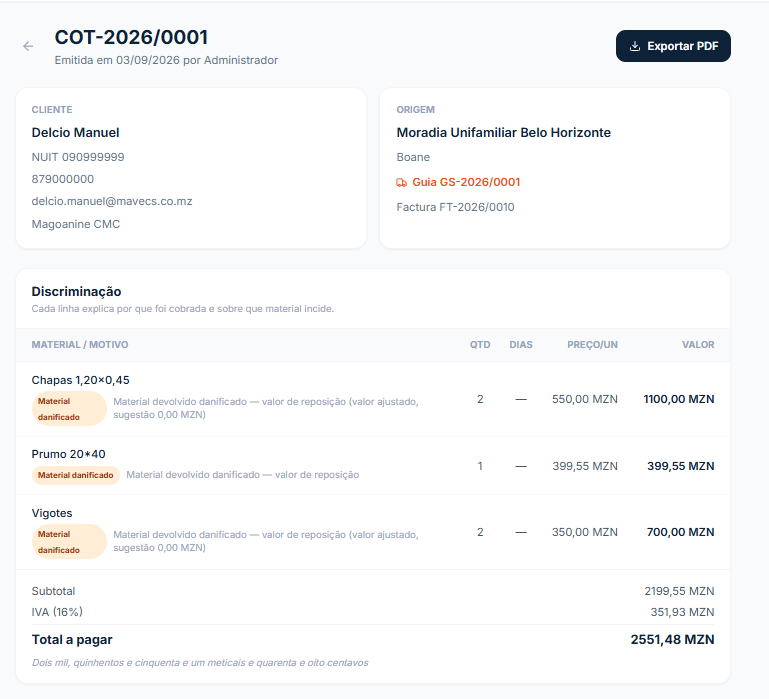 COT-2026/0001
Emitida em 03/09/2026 por Administrador
Exportar PDF
CLIENTE
Delcio Manuel
NUIT 090999999
879000000
delcio.manuel@mavecs.co.mz
Magoanine CMC
ORIGEM
Moradia Unifamiliar Belo Horizonte
Boane
Guia GS-2026/0001
Factura FT-2026/0010
Discriminação
Cada linha explica por que foi cobrada e sobre que material incide.
MATERIAL / MOTIVO QTD DIAS PREÇO/UN VALOR
Chapas 1,20×0,45
Material danificado
Material devolvido danificado — valor de reposição (valor ajustado,
sugestão 0,00 MZN)
2 — 550,00 MZN 1100,00 MZN
Prumo 20*40
Material danificado Material devolvido danificado — valor de reposição
1 — 399,55 MZN 399,55 MZN
Vigotes
Material danificado
Material devolvido danificado — valor de reposição (valor ajustado,
sugestão 0,00 MZN)
2 — 350,00 MZN 700,00 MZN
Subtotal 2199,55 MZN
IVA (16%) 351,93 MZN
Total a pagar 2551,48 MZN
Dois mil, quinhentos e cinquenta e um meticais e quarenta e oito centavos